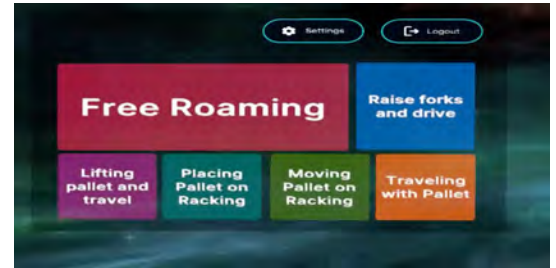 Settings
Logout
Free Roaming
Raise forks
and drive
Lifting
pallet and
travel
Placing
Pallet on
Racking
Moving
Pallet on
Racking
Traveling
with Pallet